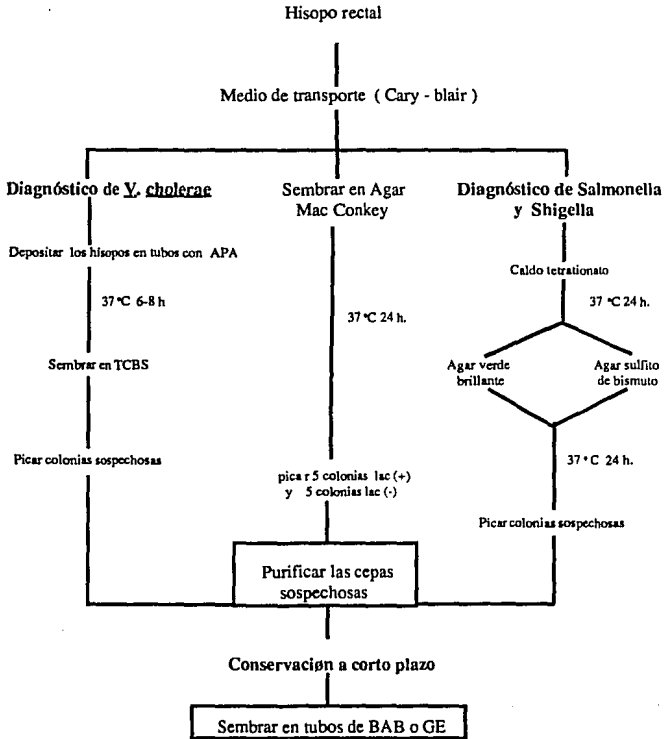 Hisopo rectal
Medio de transporte ( Cary - blair )
Diagnóstico de V. cholerae
Depositar los hisopos en tubos con APA
37 °C 6-8 h
Sembrar en TCBS
Picar colonias sospechosas
Sembrar en Agar
Mac Conkey
37 °C 24 h.
picar 5 colonias lac (+)
y 5 colonias lac (-)
Diagnóstico de Salmonella
y Shigella
Caldo tetrationato
37 °C 24 h.
Agar verde
brillante
Agar sulfito
de bismuto
37 °C 24 h.
Picar colonias sospechosas
Purificar las cepas
sospechosas
Conservación a corto plazo
Sembrar en tubos de BAB o GE